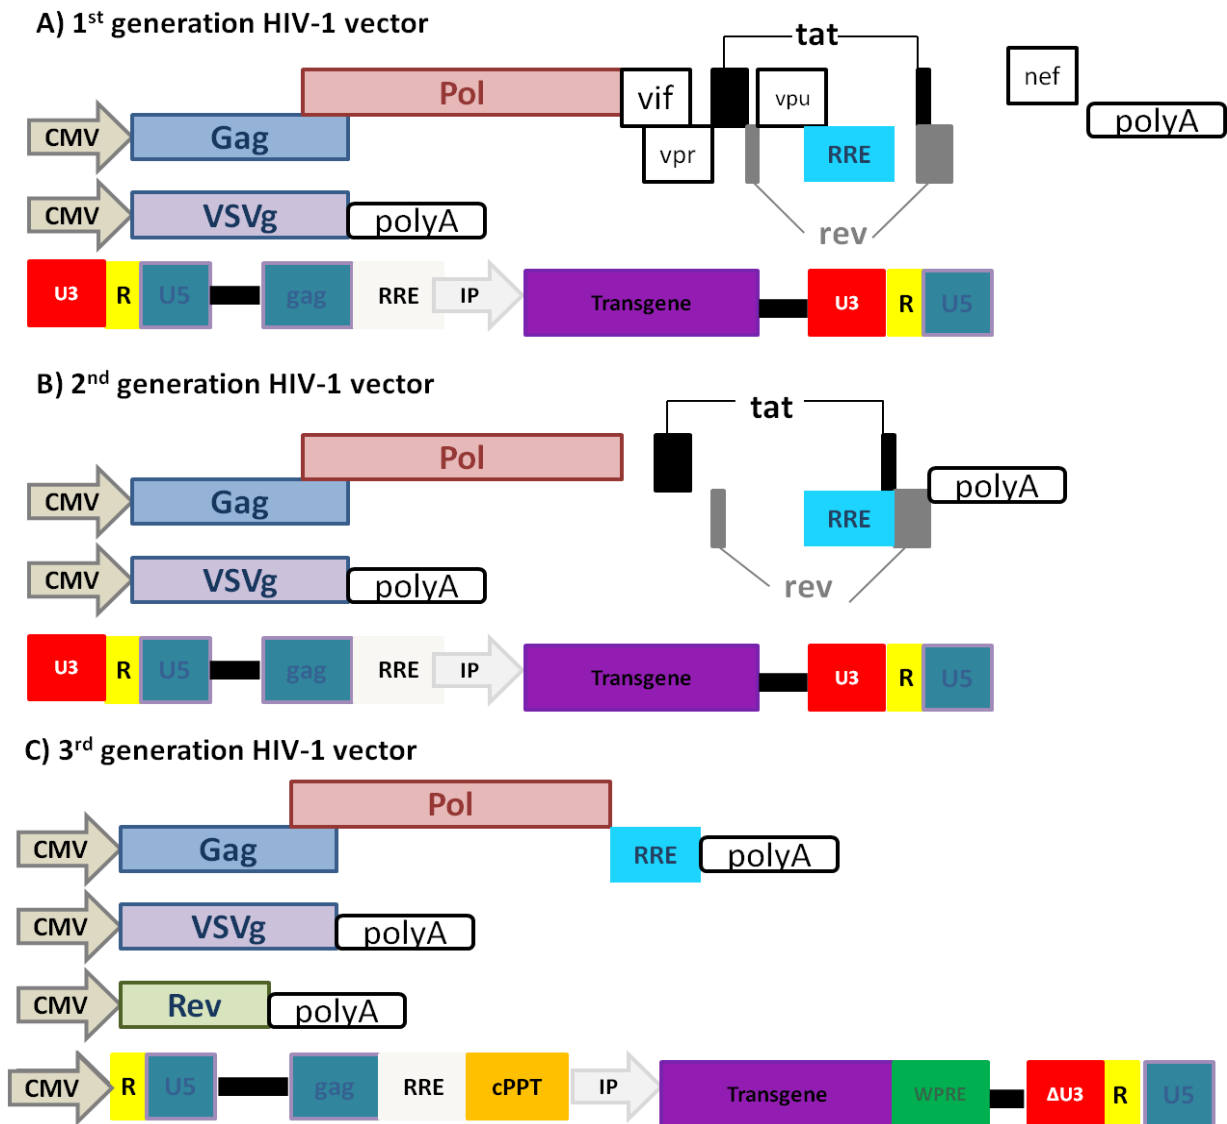 A) 1st generation HIV-1 vector
tat
nef
Pol
vif
vpu
polyA
CMV
Gag
vpr
RRE
CMV
VSVg
polyA
rev
U3 R U5 gag RRE IP Transgene U3 R U5
B) 2nd generation HIV-1 vector
tat
Pol
polyA
CMV
Gag
RRE
CMV
VSVg
polyA
rev
U3 R U5 gag RRE IP Transgene U3 R U5
C) 3rd generation HIV-1 vector
Pol
CMV
Gag
RRE
polyA
CMV
VSVg
polyA
CMV
Rev
polyA
CMV R U5 gag RRE cPPT IP Transgene WPRE ΔU3 R U5